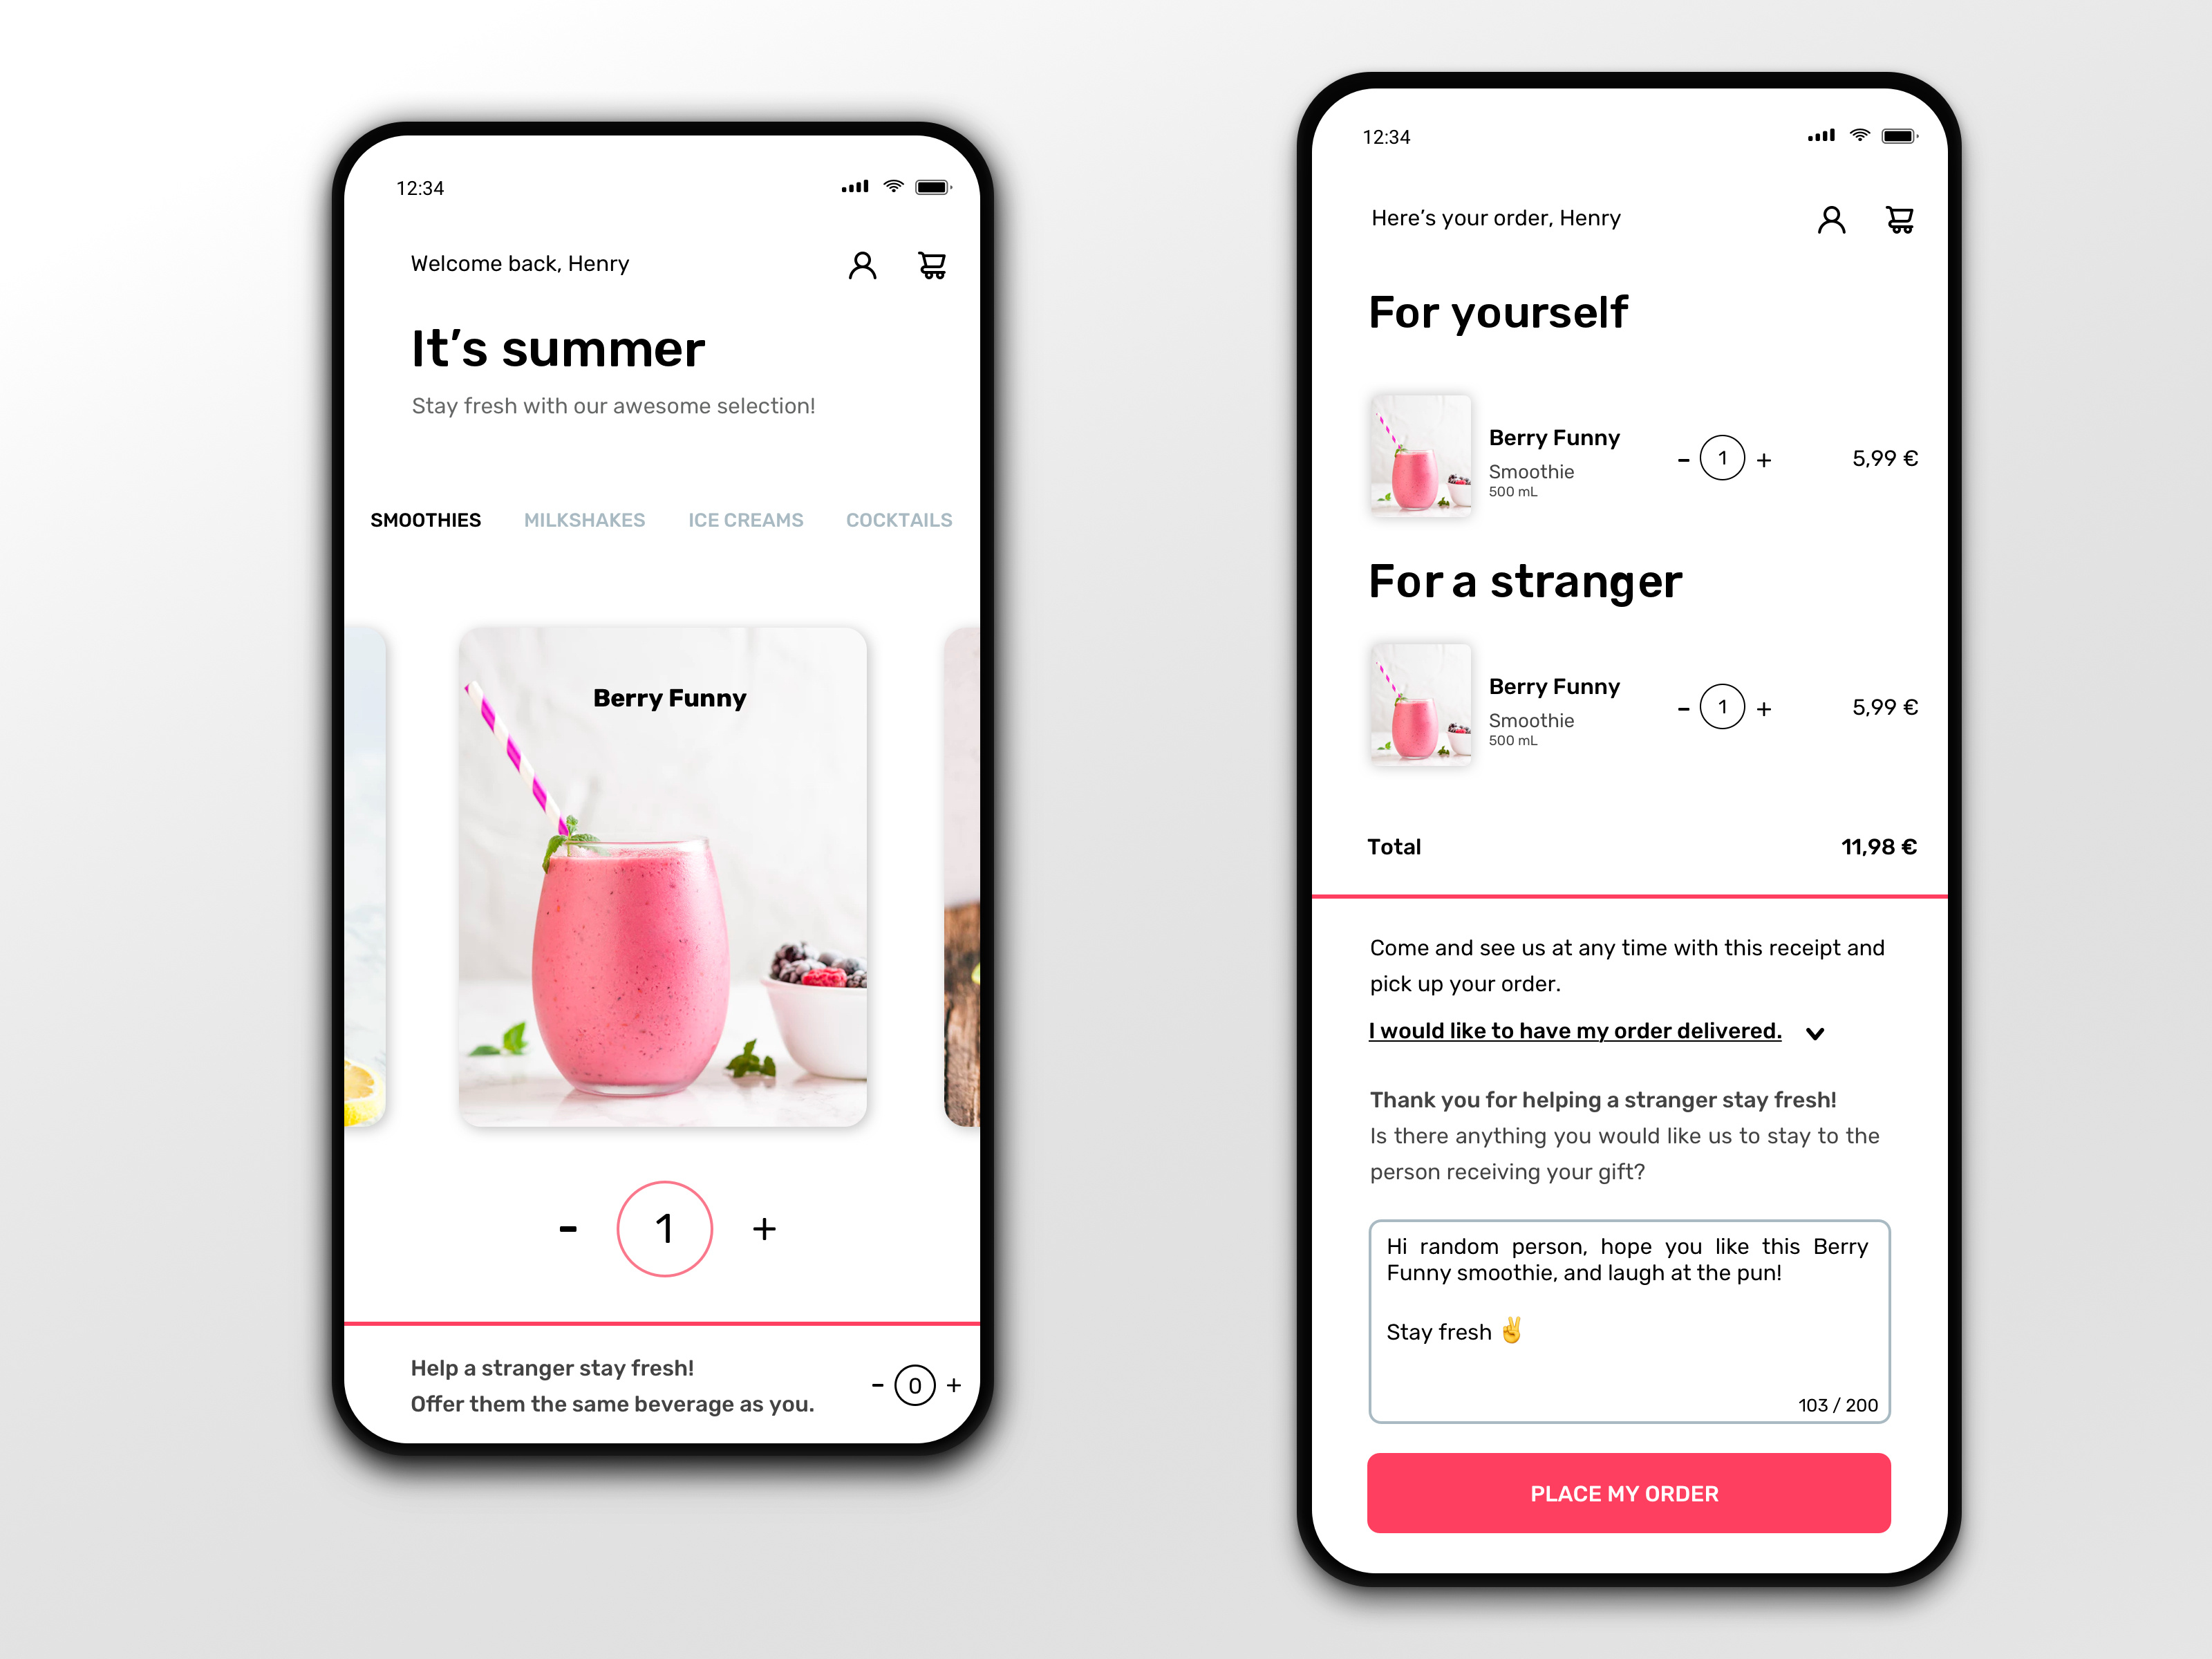 12:34
Welcome back, Henry
It's summer
Stay fresh with our awesome selection!
SMOOTHIES MILKSHAKES ICE CREAMS COCKTAILS
Berry Funny
- 1 +
Help a stranger stay fresh!
Offer them the same beverage as you.
- 0 +
12:34
Here's your order, Henry
For yourself
Berry Funny
Smoothie
500 mL
- 1 +
5,99 €
For a stranger
Berry Funny
Smoothie
500 mL
- 1 +
5,99 €
Total 11,98 €
Come and see us at any time with this receipt and
pick up your order.
I would like to have my order delivered.
Thank you for helping a stranger stay fresh!
Is there anything you would like us to stay to the
person receiving your gift?
Hi random person, hope you like this Berry
Funny smoothie, and laugh at the pun!
Stay fresh ✌️
103 / 200
PLACE MY ORDER